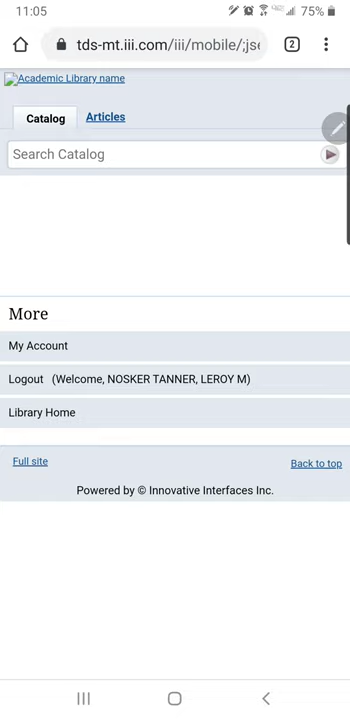 11:05
75%
tds-mt.iii.com/iii/mobile/;jse
2
Academic Library name
Catalog
Articles
Search Catalog
More
My Account
Logout (Welcome, NOSKER TANNER, LEROY M)
Library Home
Full site
Back to top
Powered by © Innovative Interfaces Inc.